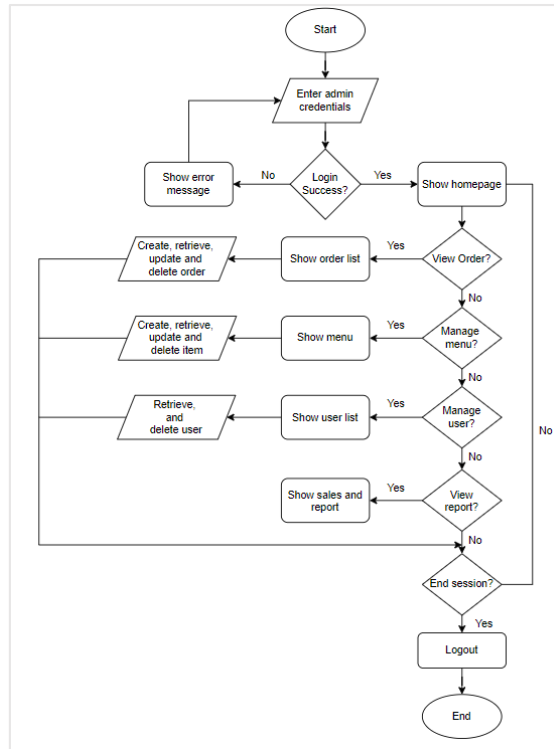 Start
Enter admin
credentials
Show error
message
No
Login
Success?
Yes
Show homepage
Create, retrieve,
update and
delete order
Show order list
Yes
View Order?
No
Create, retrieve,
update and
delete item
Show menu
Yes
Manage
menu?
No
Retrieve,
and
delete user
Show user list
Yes
Manage
user?
No
No
Show sales and
report
Yes
View
report?
No
End session?
Yes
Logout
End